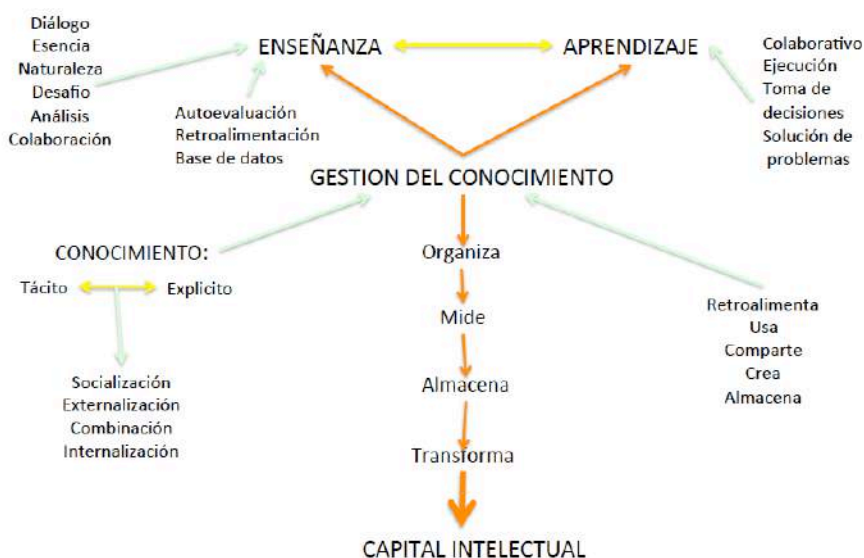 Diálogo
Esencia
Naturaleza
Desafio
Análisis
Colaboración
ENSEÑANZA
APRENDIZAJE
Autoevaluación
Retroalimentación
Base de datos
Colaborativo
Ejecución
Toma de
decisiones
Solución de
problemas
GESTION DEL CONOCIMIENTO
CONOCIMIENTO:
Tácito
Explicito
Socialización
Externalización
Combinación
Internalización
Organiza
Mide
Almacena
Transforma
CAPITAL INTELECTUAL
Retroalimenta
Usa
Comparte
Crea
Almacena